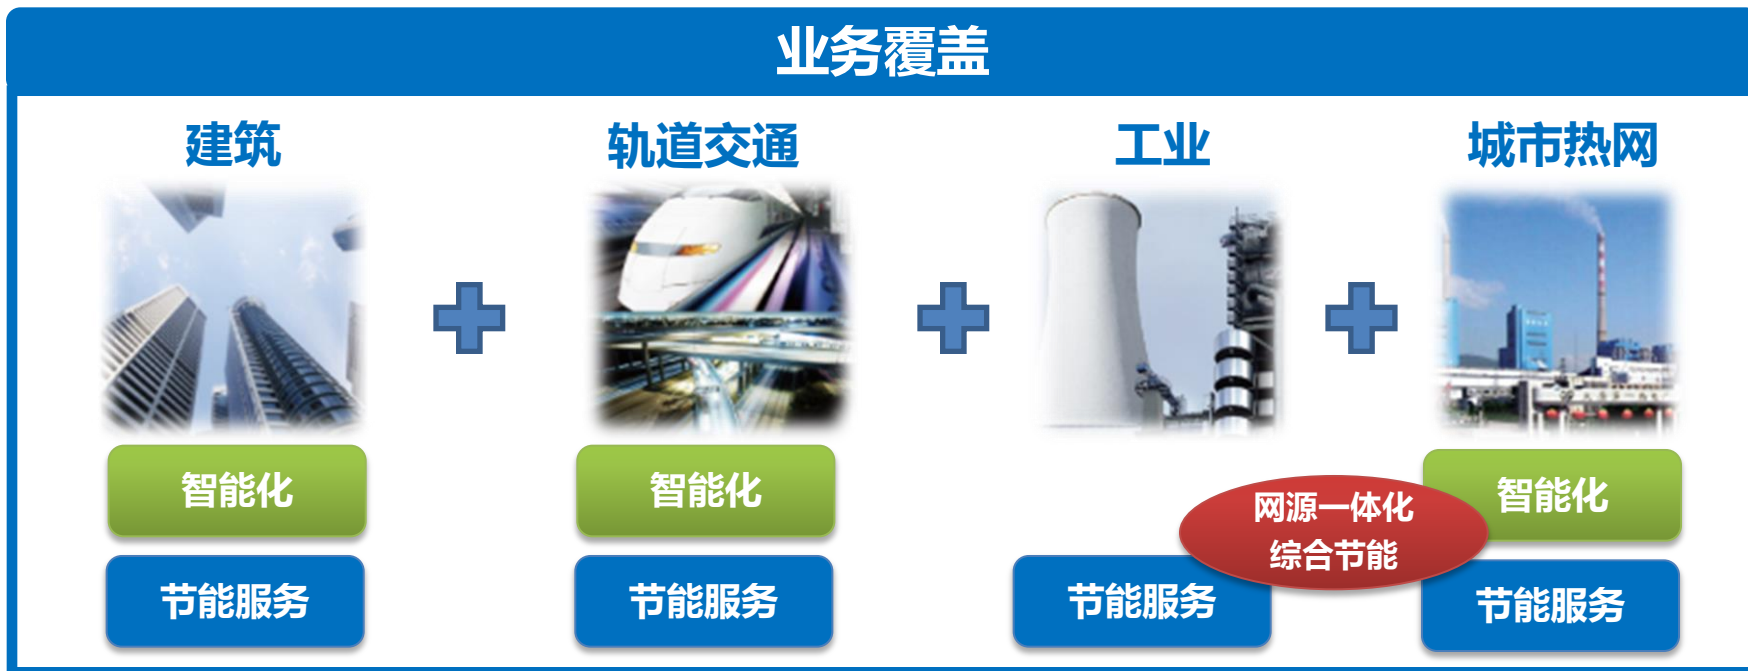 业务覆盖
建筑
轨道交通
工业
城市热网
智能化
智能化
网源一体化
综合节能
智能化
节能服务
节能服务
节能服务
节能服务